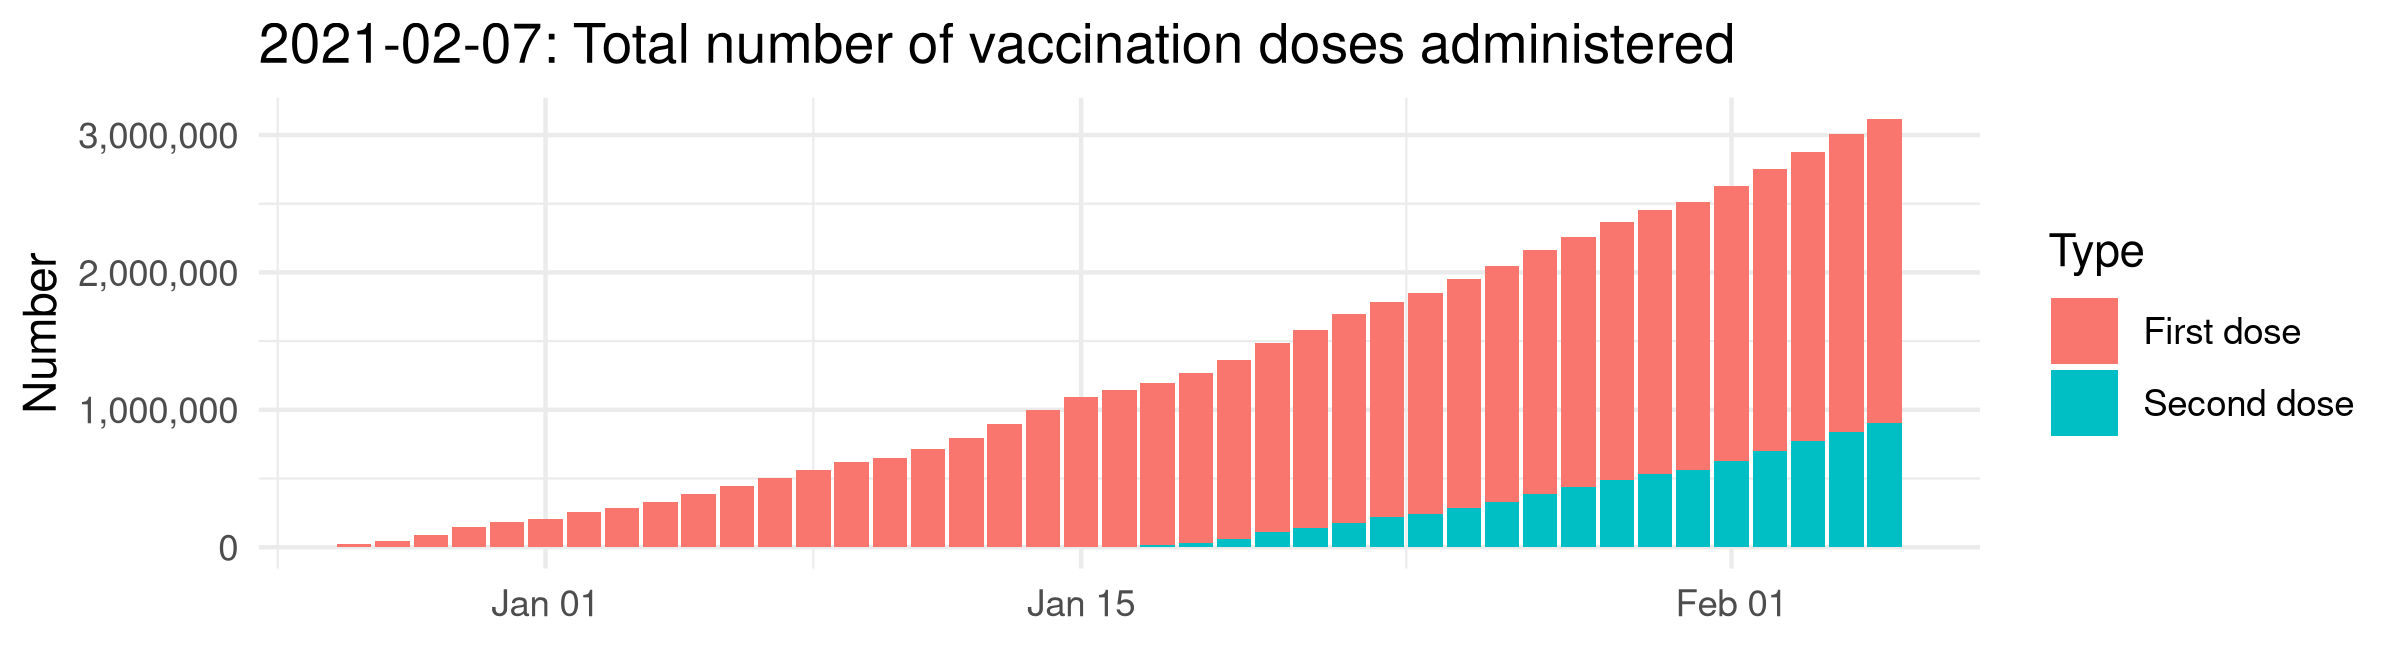 2021-02-07: Total number of vaccination doses administered
Number
3,000,000
2,000,000
1,000,000
0
Jan 01
Jan 15
Feb 01
Type
First dose
Second dose